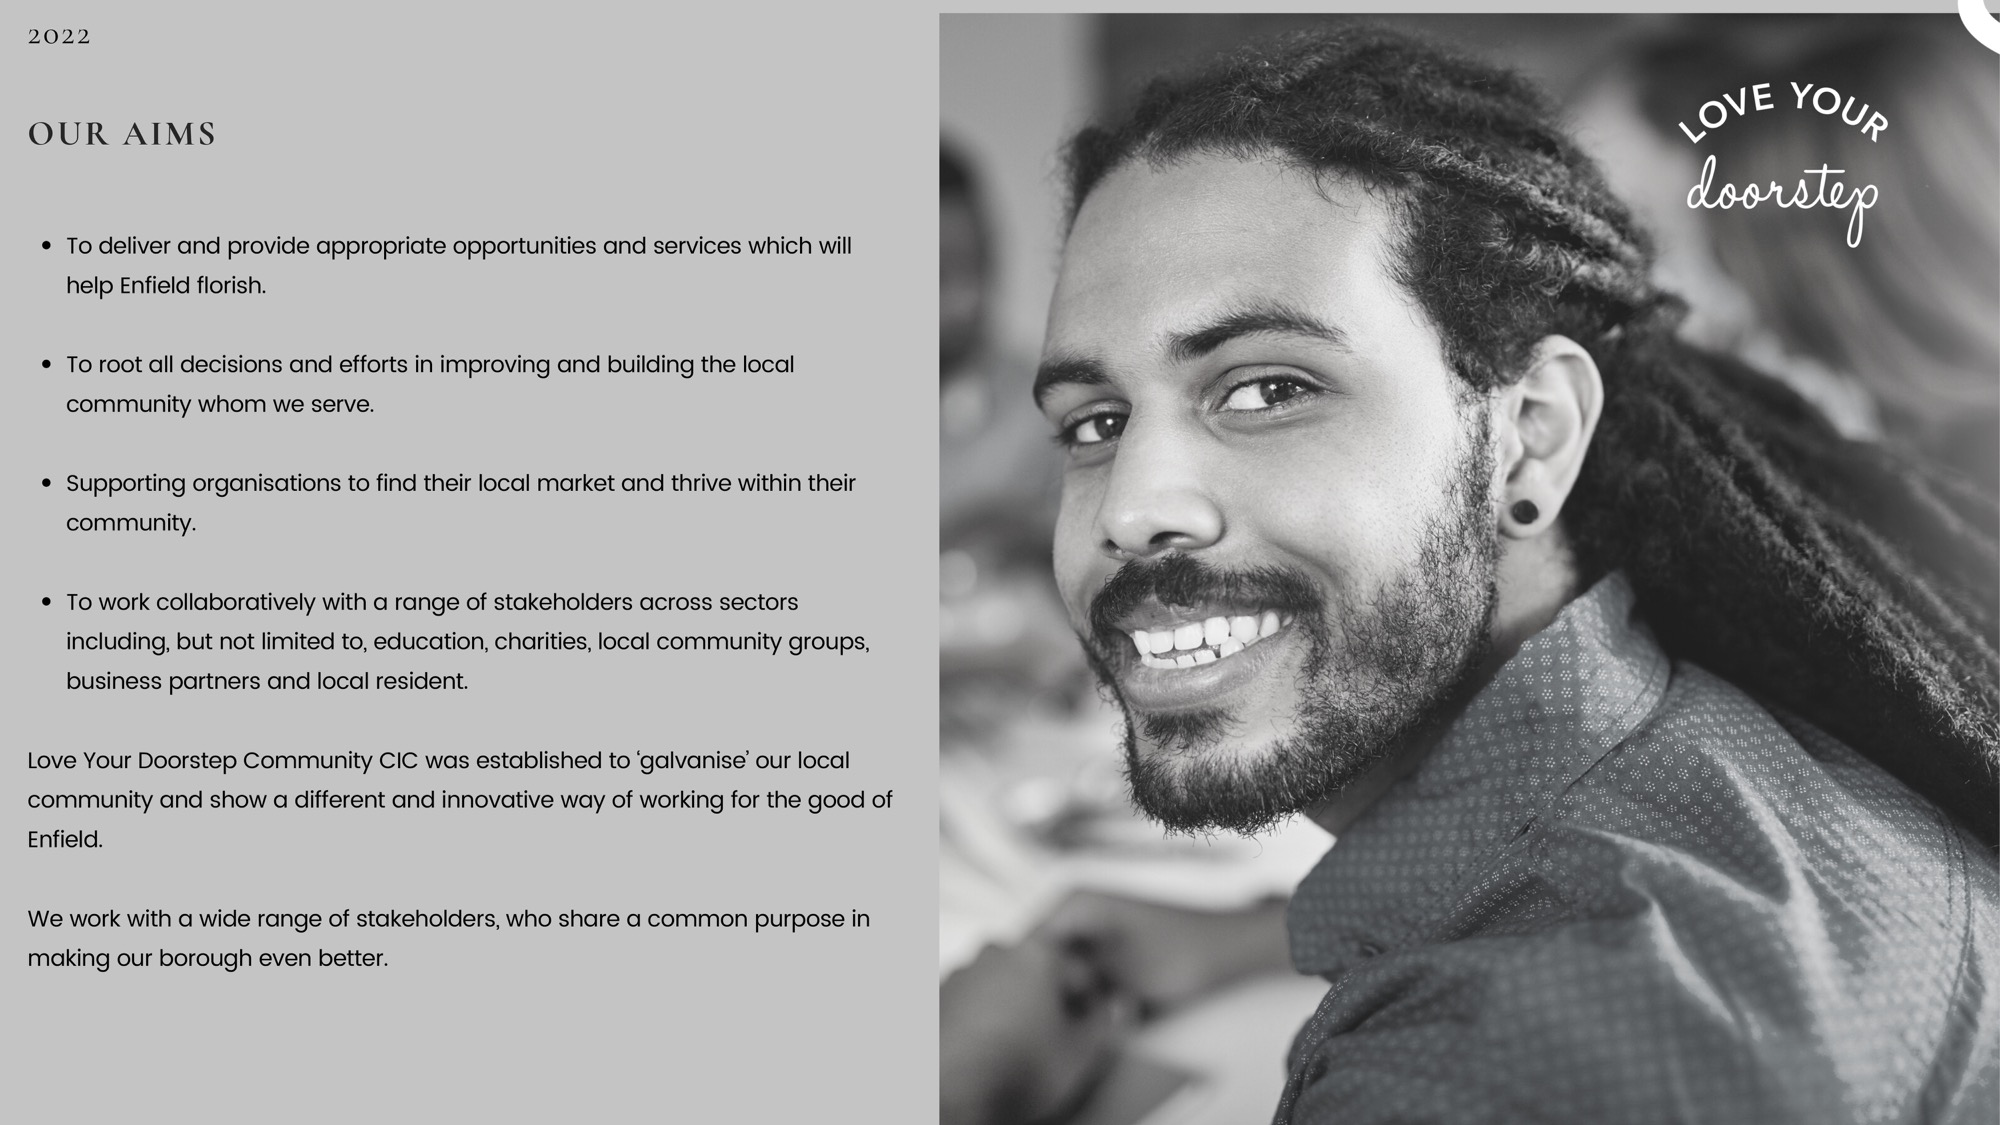 2022
OUR AIMS
• To deliver and provide appropriate opportunities and services which will
help Enfield florish.
• To root all decisions and efforts in improving and building the local
community whom we serve.
• Supporting organisations to find their local market and thrive within their
community.
• To work collaboratively with a range of stakeholders across sectors
including, but not limited to, education, charities, local community groups,
business partners and local resident.
Love Your Doorstep Community CIC was established to ‘galvanise’ our local
community and show a different and innovative way of working for the good of
Enfield.
We work with a wide range of stakeholders, who share a common purpose in
making our borough even better.
LOVE YOUR
doorstep